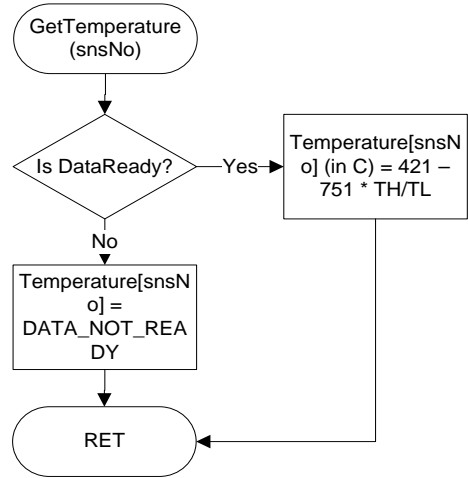 GetTemperature
(snsNo)
Is DataReady?
Yes
Temperature[snsN
o] (in C) = 421 –
751 * TH/TL
No
Temperature[snsN
o] =
DATA_NOT_REA
DY
RET